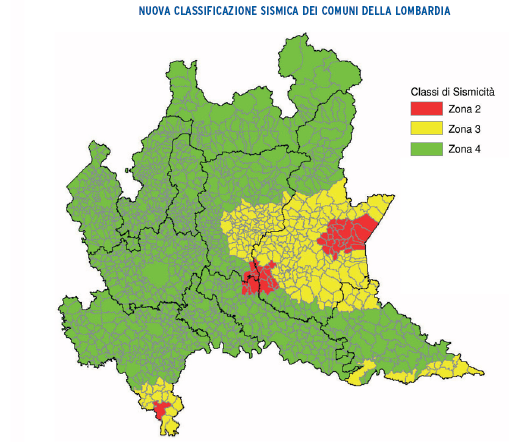 NUOVA CLASSIFICAZIONE SISMICA DEI COMUNI DELLA LOMBARDIA
Classi di Sismicità
Zona 2
Zona 3
Zona 4